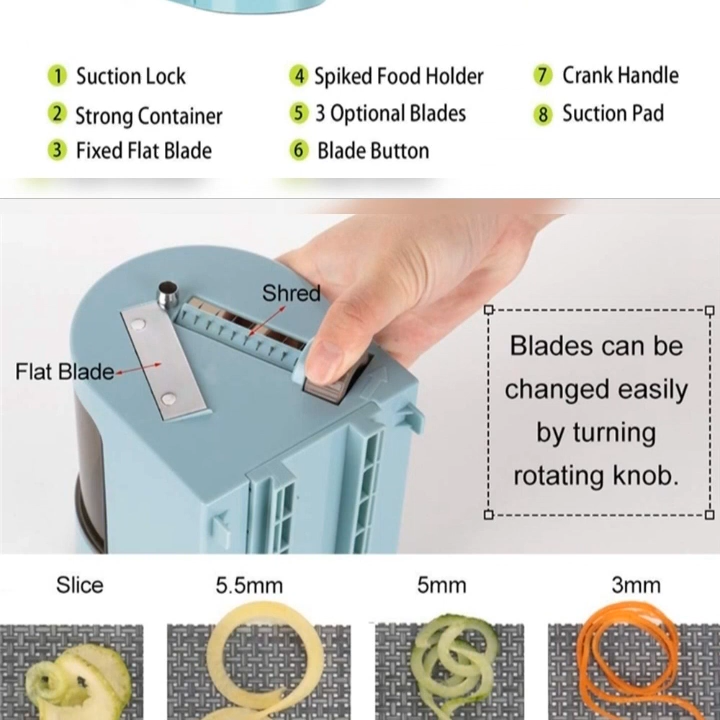 1 Suction Lock
2 Strong Container
3 Fixed Flat Blade
4 Spiked Food Holder
5 3 Optional Blades
6 Blade Button
7 Crank Handle
8 Suction Pad
Shred
Flat Blade
Blades can be
changed easily
by turning
rotating knob.
Slice
5.5mm
5mm
3mm